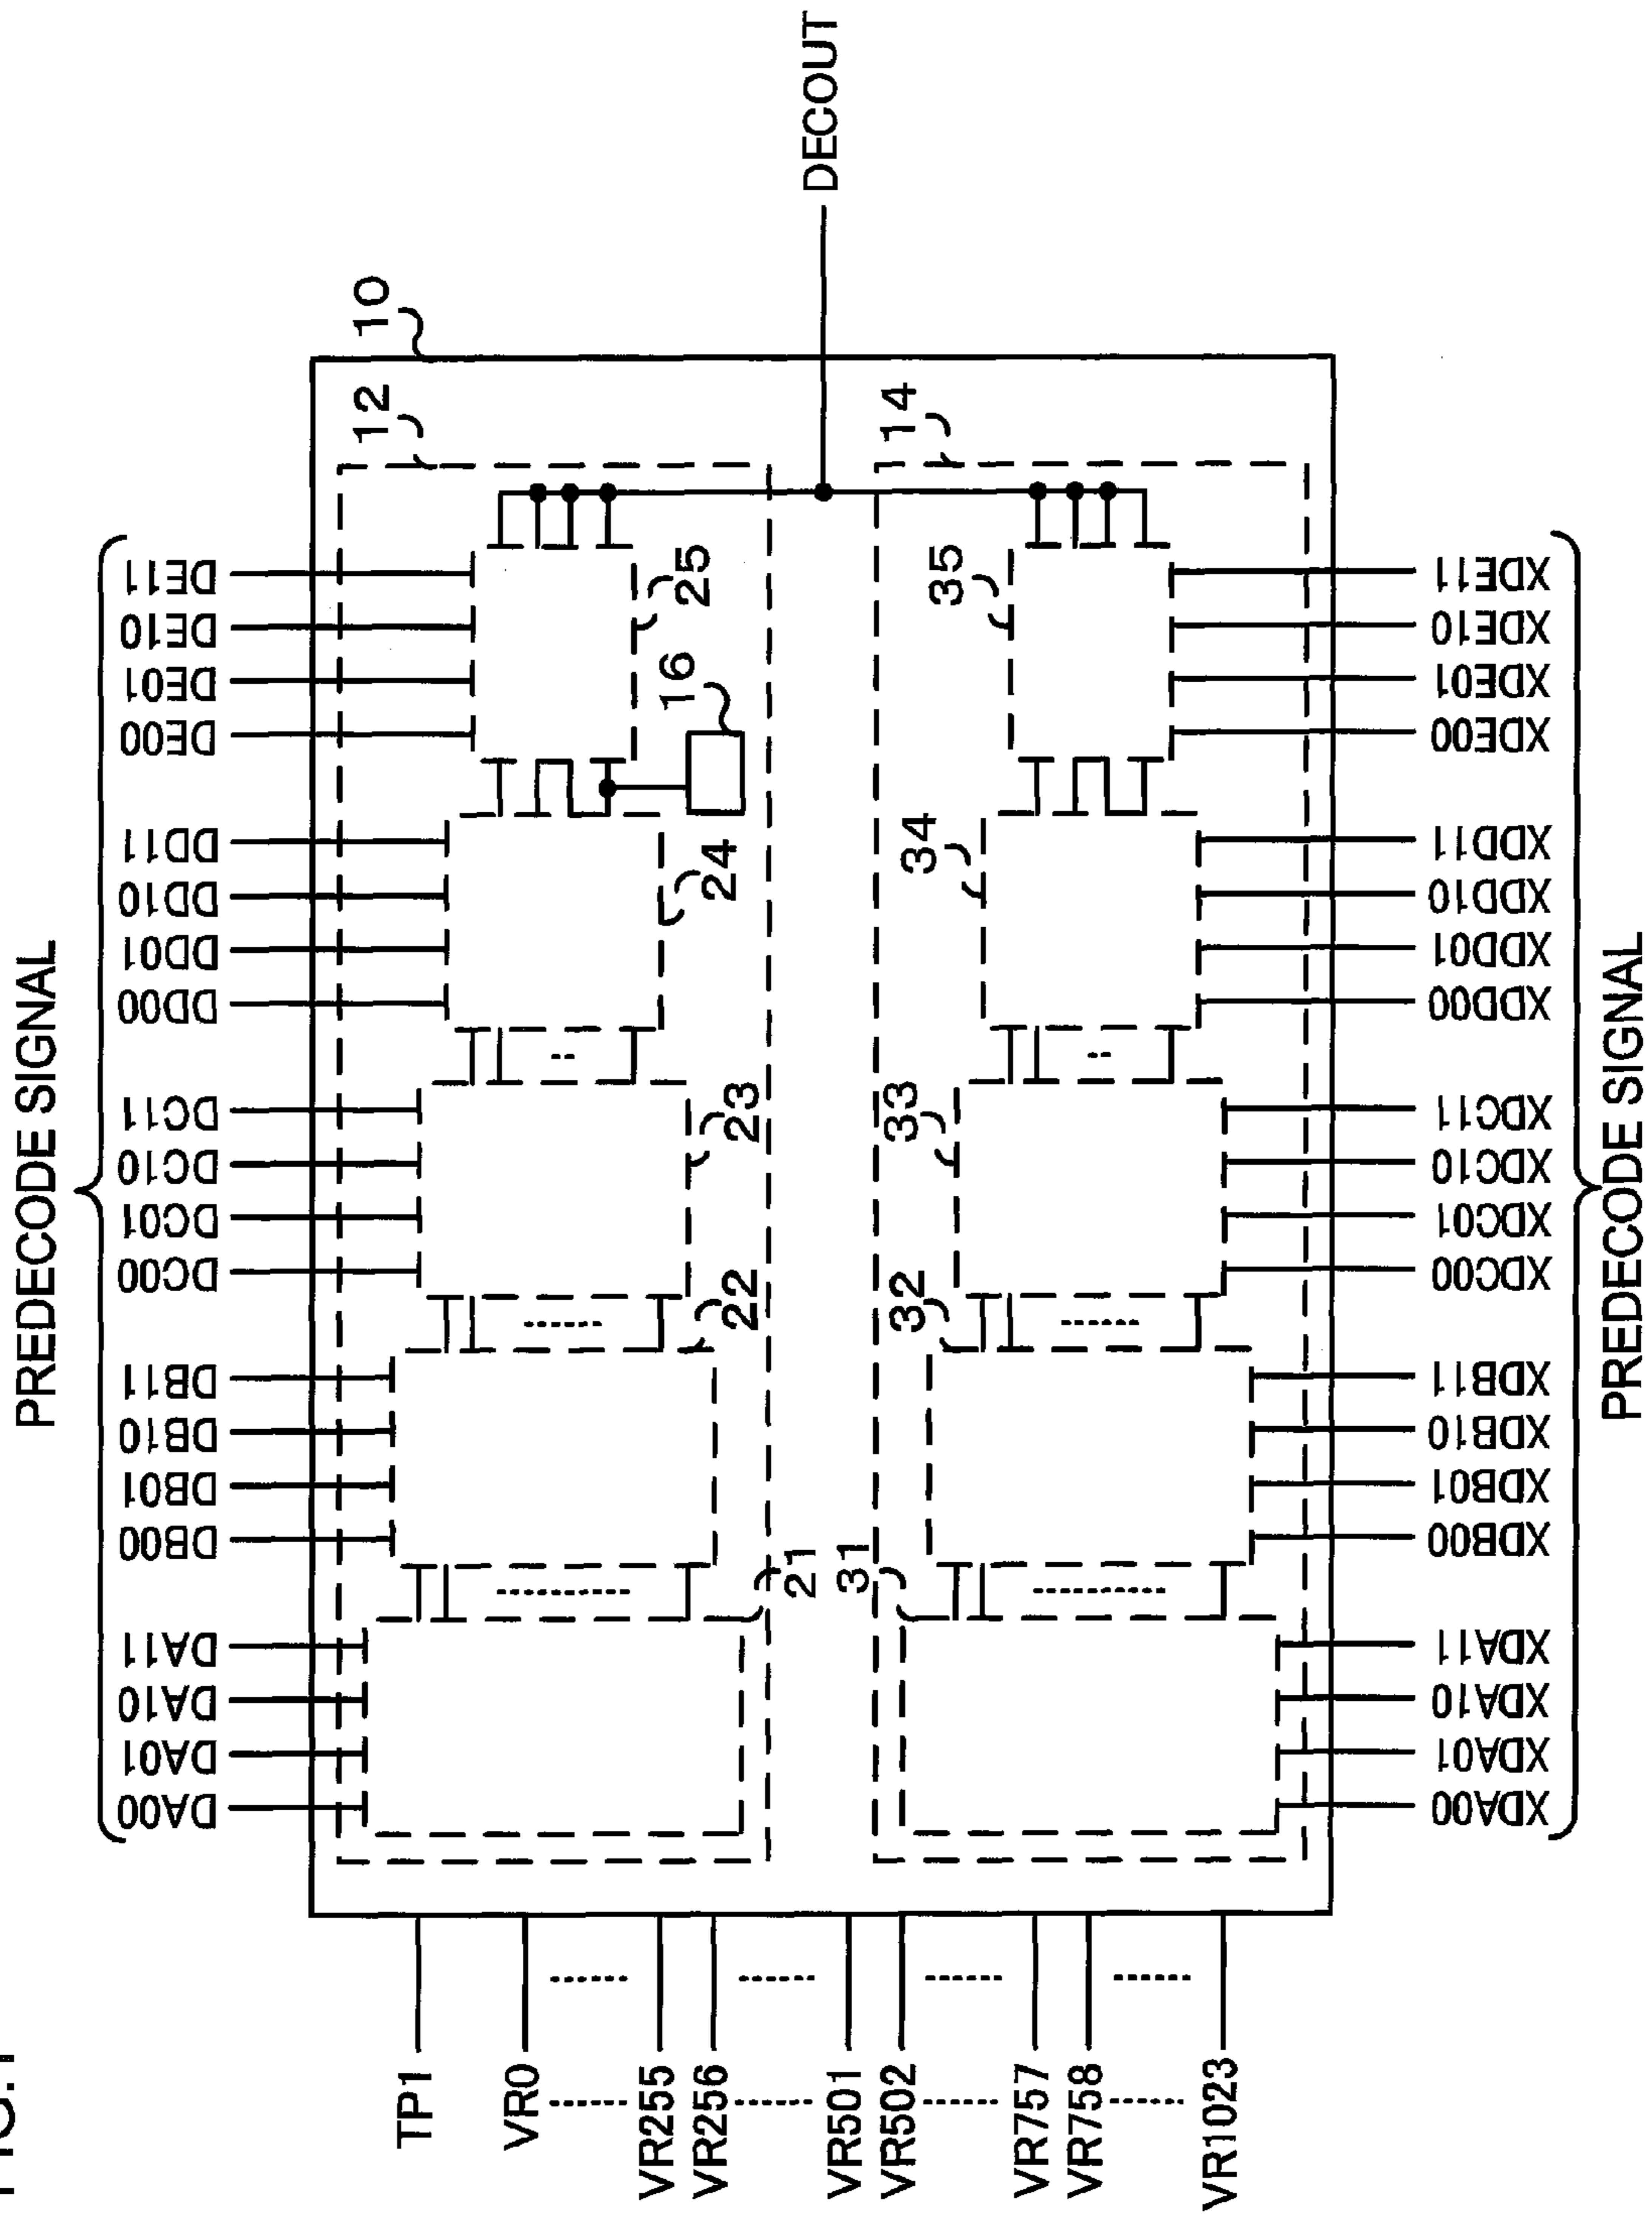 FIG. 1
PREDECODE SIGNAL
DA00 DA01 DA10 DA11 DB00 DB01 DB10 DB11 DC00 DC01 DC10 DC11 DD00 DD01 DD10 DD11 DE00 DE01 DE10 DE11
10
12
25
16
24
23
22
21
TP1
VR0
VR255
VR256
VR501
VR502
VR757
VR758
VR1023
DECOUT
14
35
34
33
32
31
XDA00 XDA01 XDA10 XDA11 XDB00 XDB01 XDB10 XDB11 XDC00 XDC01 XDC10 XDC11 XDD00 XDD01 XDD10 XDD11 XDE00 XDE01 XDE10 XDE11
PREDECODE SIGNAL